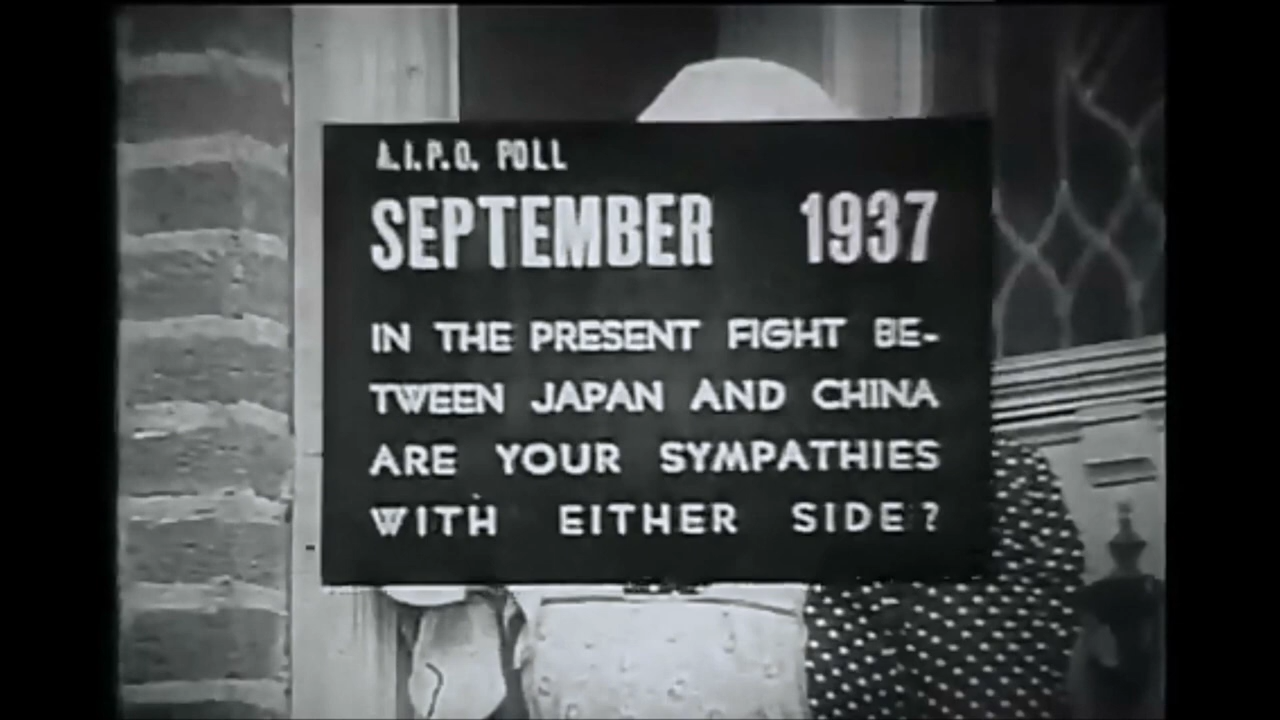 A.I.P.O. POLL
SEPTEMBER 1937
IN THE PRESENT FIGHT BE-
TWEEN JAPAN AND CHINA
ARE YOUR SYMPATHIES
WITH EITHER SIDE?